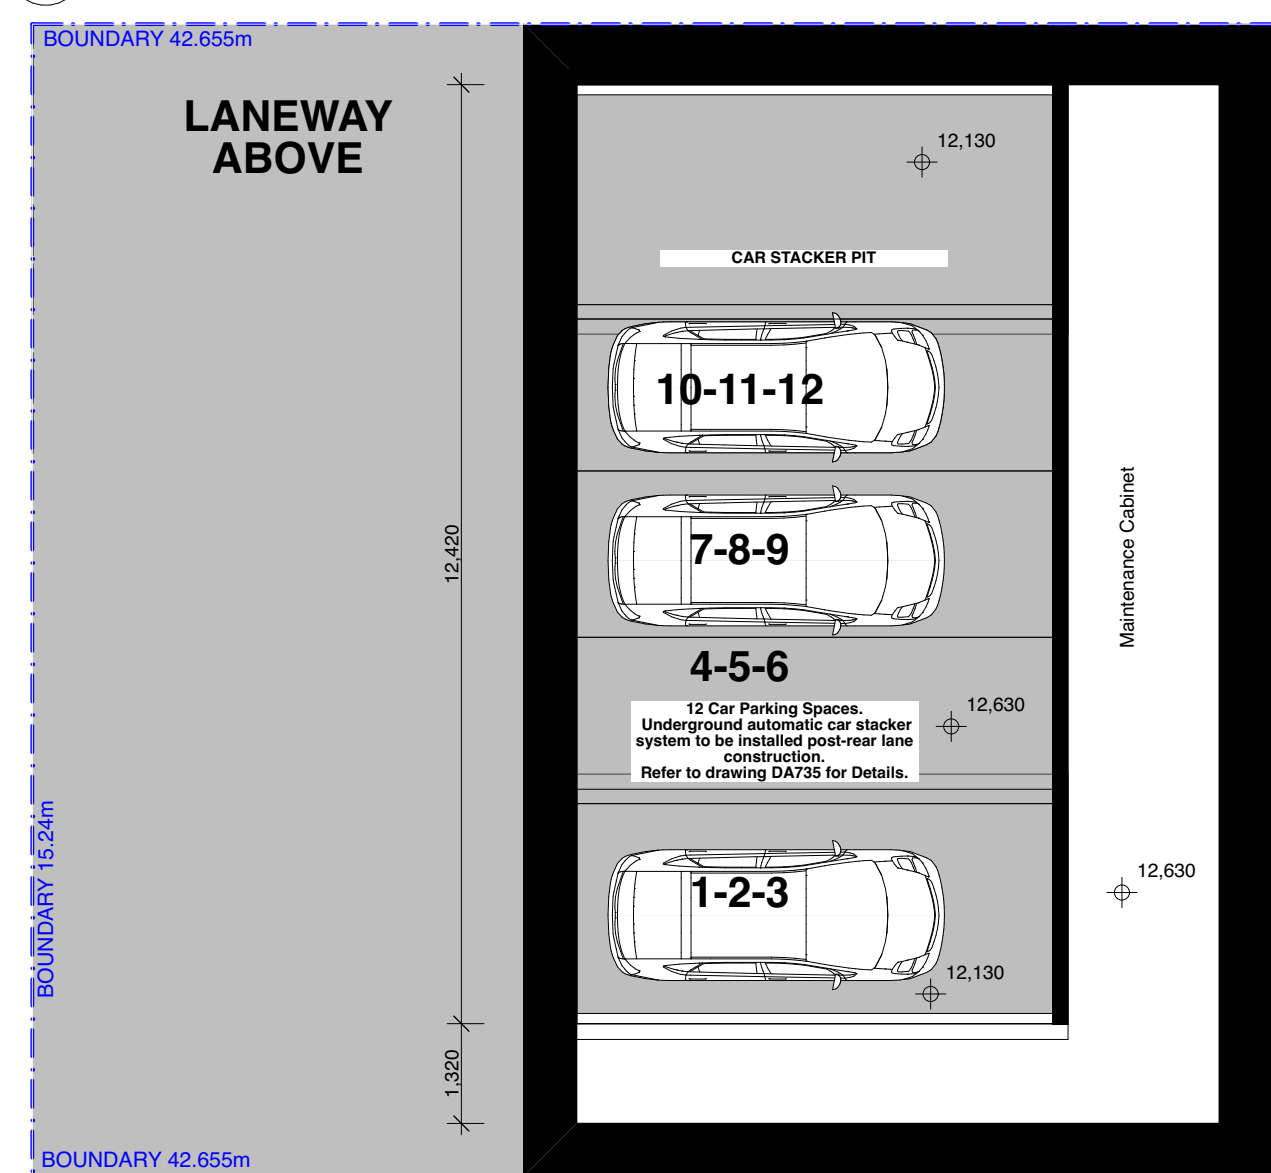 BOUNDARY 42.655m
LANEWAY
ABOVE
12,130
CAR STACKER PIT
10-11-12
12,420
7-8-9
Maintenance Cabinet
4-5-6
12 Car Parking Spaces.
Underground automatic car stacker
system to be installed post-rear lane
construction.
Refer to drawing DA735 for Details.
12,630
BOUNDARY 15.24m
1-2-3
12,630
12,130
1,320
BOUNDARY 42.655m